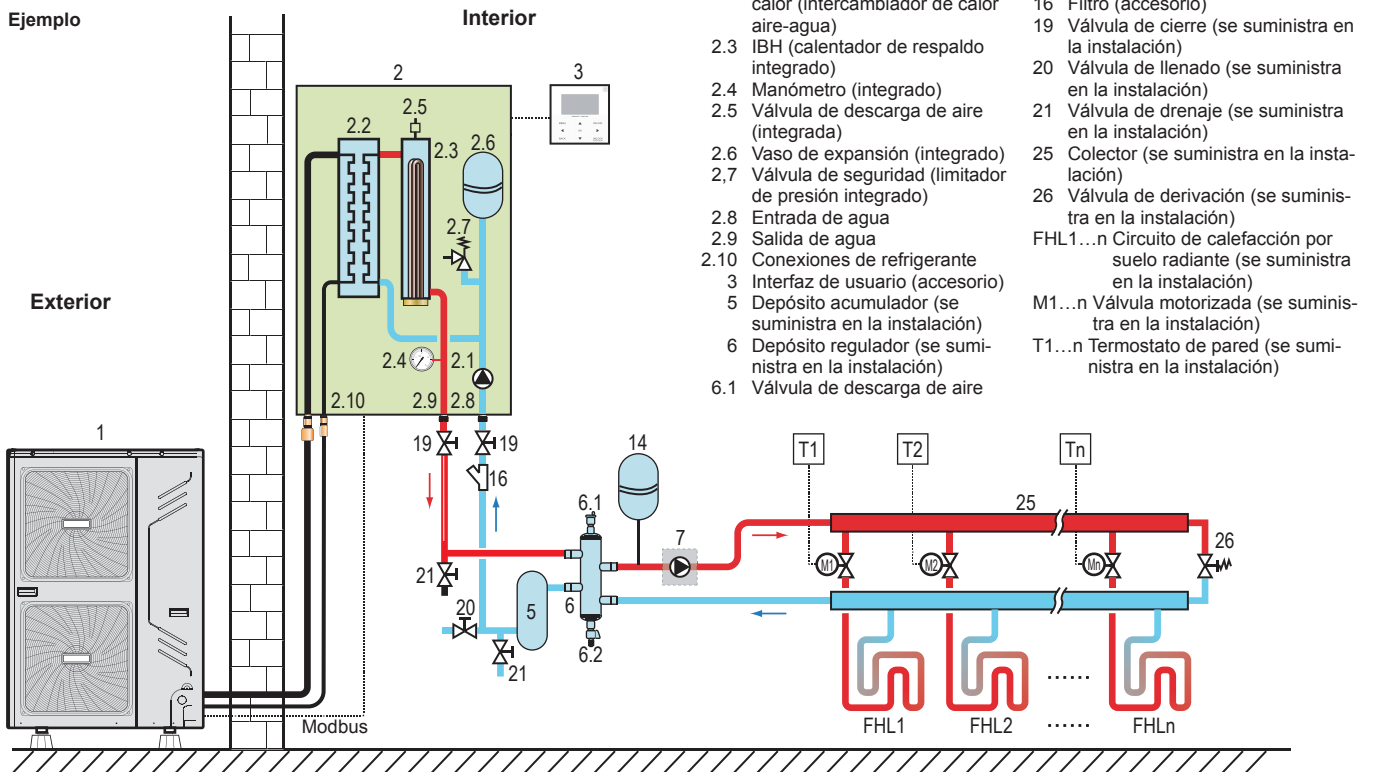 Ejemplo
Interior
Exterior
calor (intercambiador de calor
aire-agua)
2.3 IBH (calentador de respaldo
integrado)
2.4 Manómetro (integrado)
2.5 Válvula de descarga de aire
(integrada)
2.6 Vaso de expansión (integrado)
2,7 Válvula de seguridad (limitador
de presión integrado)
2.8 Entrada de agua
2.9 Salida de agua
2.10 Conexiones de refrigerante
3 Interfaz de usuario (accesorio)
5 Depósito acumulador (se
suministra en la instalación)
6 Depósito regulador (se sumi-
nistra en la instalación)
6.1 Válvula de descarga de aire
16 Filtro (accesorio)
19 Válvula de cierre (se suministra en
la instalación)
20 Válvula de llenado (se suministra
en la instalación)
21 Válvula de drenaje (se suministra
en la instalación)
25 Colector (se suministra en la insta-
lación)
26 Válvula de derivación (se suminis-
tra en la instalación)
FHL1…n Circuito de calefacción por
suelo radiante (se suministra
en la instalación)
M1…n Válvula motorizada (se suminis-
tra en la instalación)
T1…n Termostato de pared (se sumi-
nistra en la instalación)
2
3
2.5
2.2
2.3
2.6
2.7
2.4
2.1
2.10
2.9
2.8
1
19
19
16
14
T1
T2
Tn
6.1
7
25
M1
M2
Mn
26
21
20
5
6
6.2
21
Modbus
FHL1
FHL2
......
......
FHLn